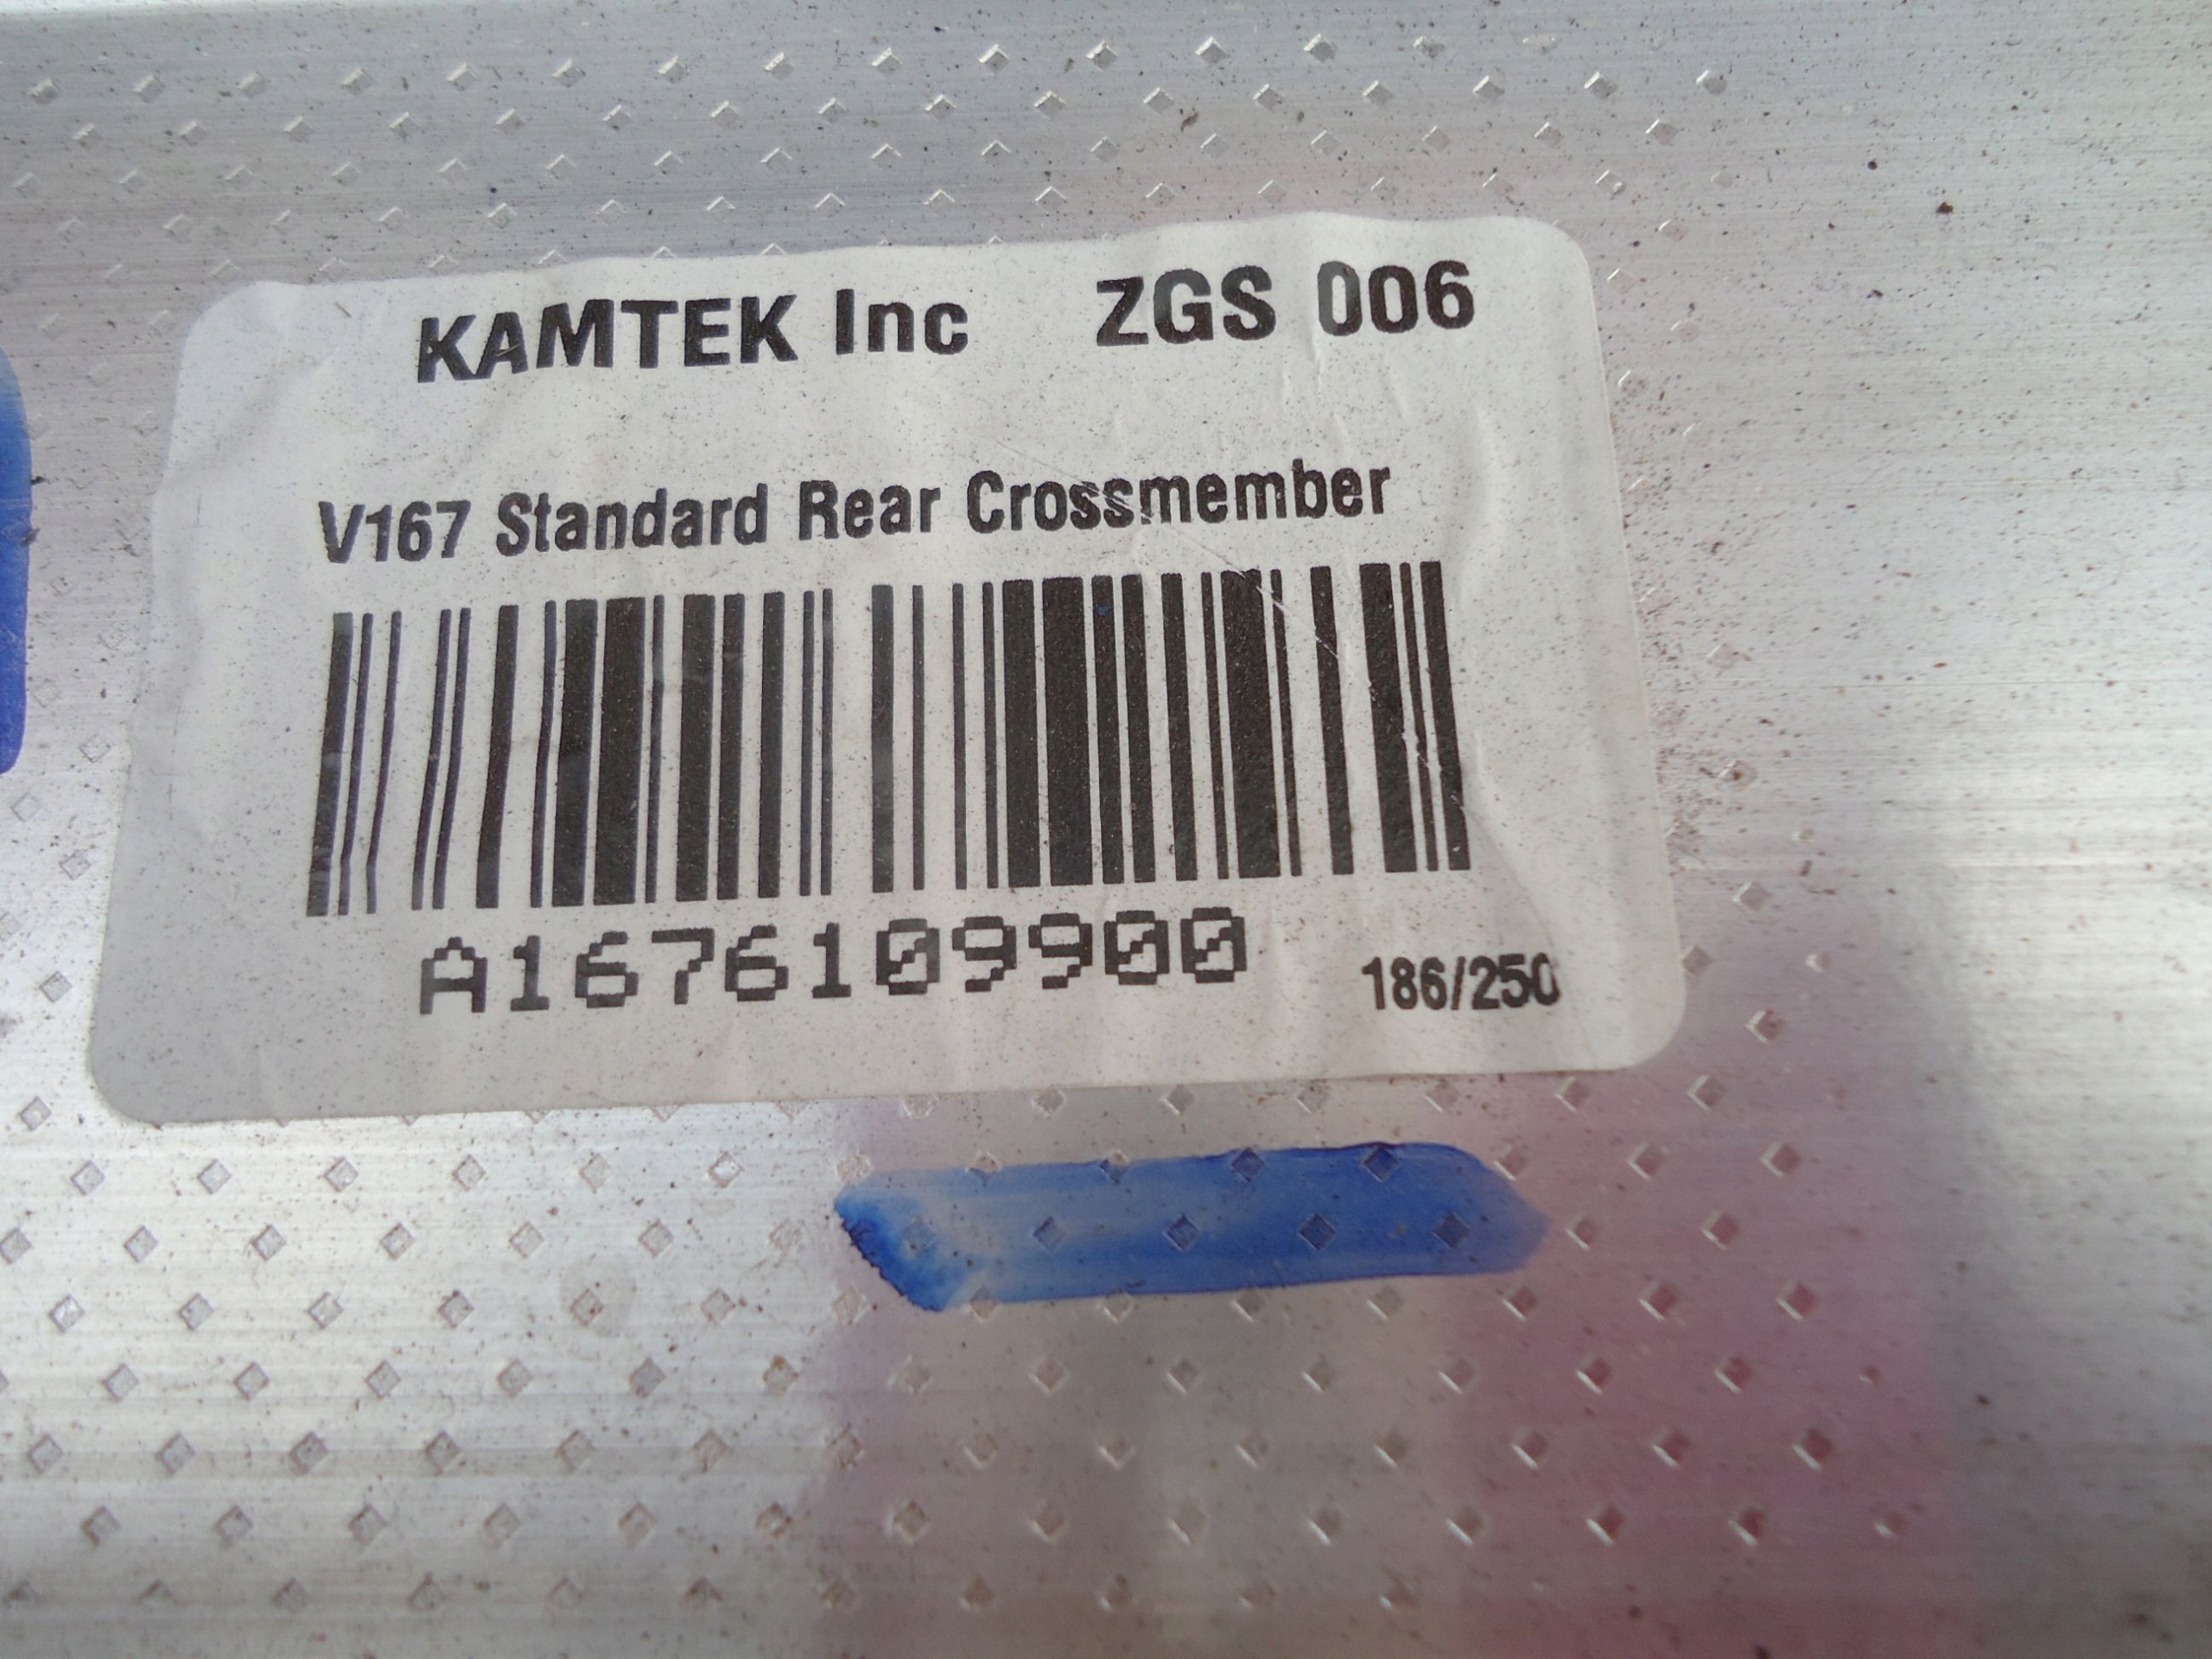 KAMTEK Inc ZGS 006
V167 Standard Rear Crossmember
A1676109900 186/250